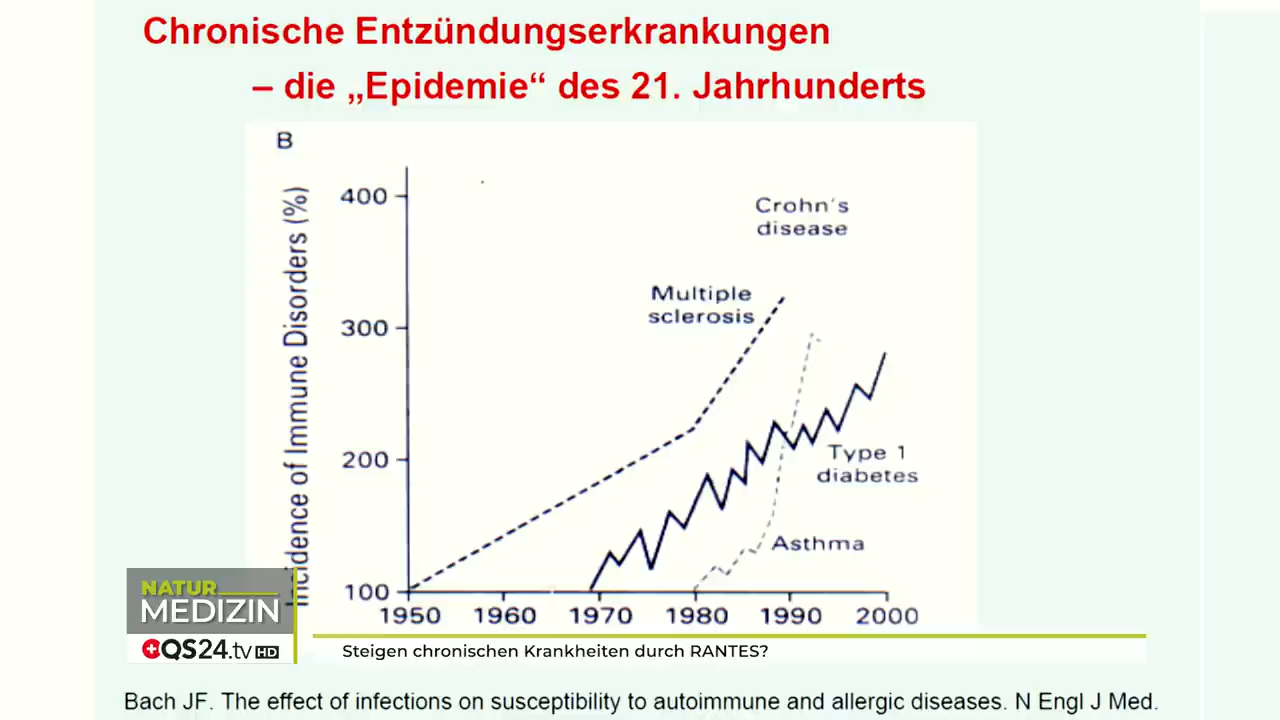 Chronische Entzündungserkrankungen
– die „Epidemie“ des 21. Jahrhunderts
B
Incidence of Immune Disorders (%)
400
300
200
100
Crohn's
disease
Multiple
sclerosis
Type 1
diabetes
Asthma
1950 1960 1970 1980 1990 2000
NATUR
MEDIZIN
QS24.tv HD
Steigen chronischen Krankheiten durch RANTES?
Bach JF. The effect of infections on susceptibility to autoimmune and allergic diseases. N Engl J Med.